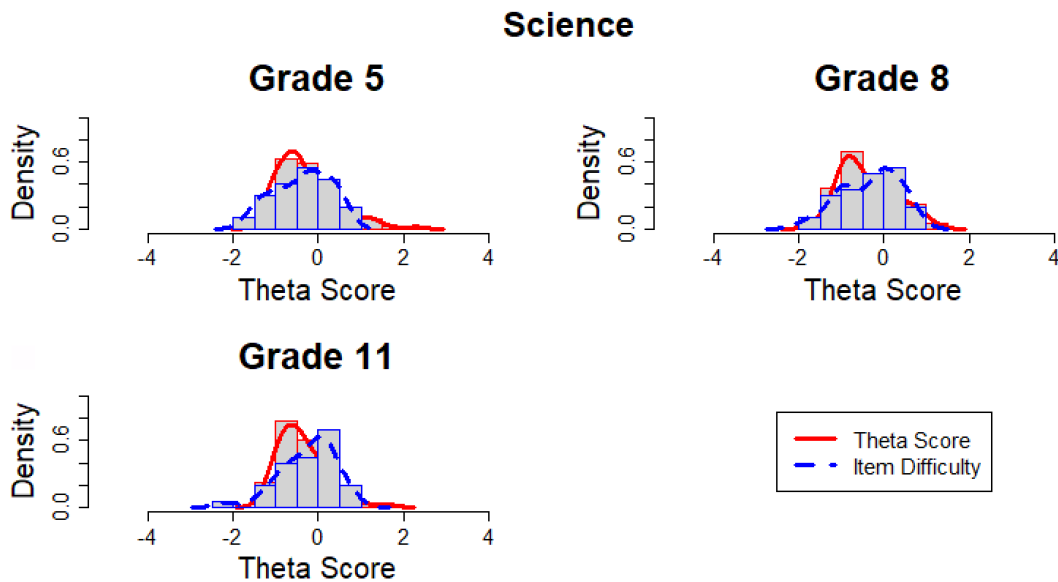 Science
Grade 5
Density
0.0 0.6
-4 -2 0 2 4
Theta Score
Grade 8
Density
0.0 0.6
-4 -2 0 2 4
Theta Score
Grade 11
Density
0.0 0.6
-4 -2 0 2 4
Theta Score
Theta Score
Item Difficulty